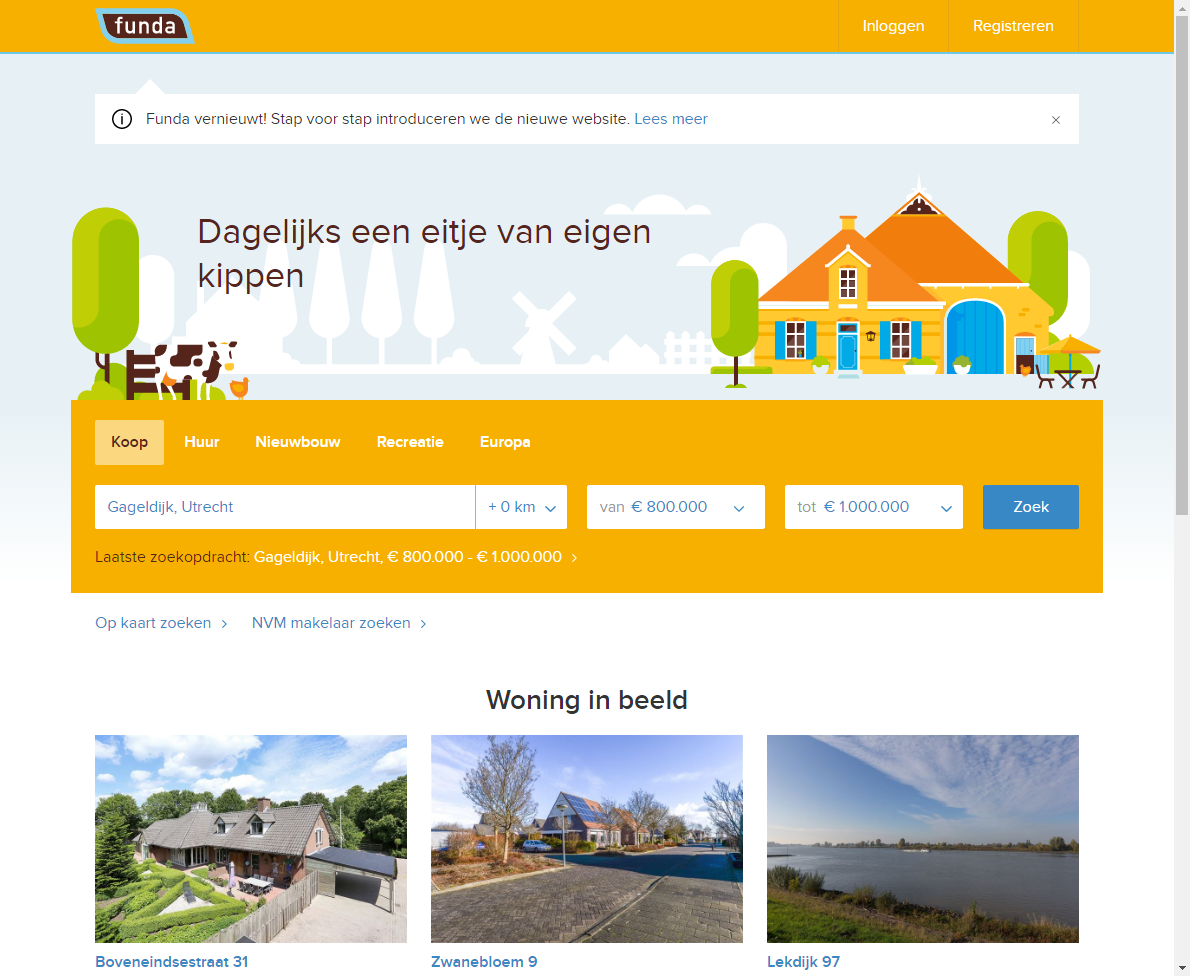 funda
Inloggen
Registreren
Funda vernieuwt! Stap voor stap introduceren we de nieuwe website. Lees meer
Dagelijks een eitje van eigen
kippen
Koop Huur Nieuwbouw Recreatie Europa
Gageldijk, Utrecht + 0 km van € 800.000 tot € 1.000.000 Zoek
Laatste zoekopdracht: Gageldijk, Utrecht, € 800.000 - € 1.000.000
Op kaart zoeken NVM makelaar zoeken
Woning in beeld
Boveneindsestraat 31 Zwanebloem 9 Lekdijk 97